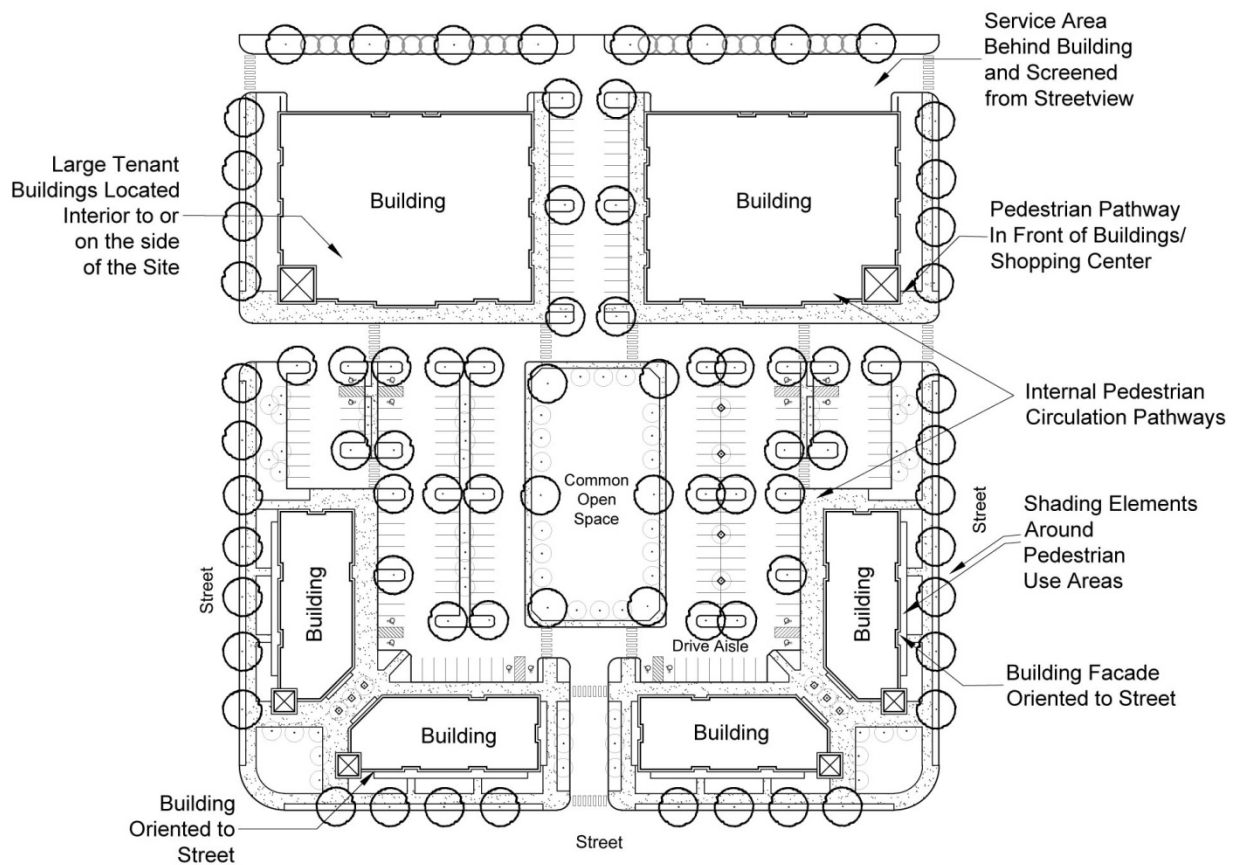 Service Area
Behind Building
and Screened
from Streetview
Large Tenant
Buildings Located
Interior to or
on the side
of the Site
Building
Building
Pedestrian Pathway
In Front of Buildings/
Shopping Center
Internal Pedestrian
Circulation Pathways
Common
Open
Space
Street
Street
Shading Elements
Around
Pedestrian
Use Areas
Building
Building
Drive Aisle
Building Facade
Oriented to Street
Building
Building
Building
Oriented to
Street
Street